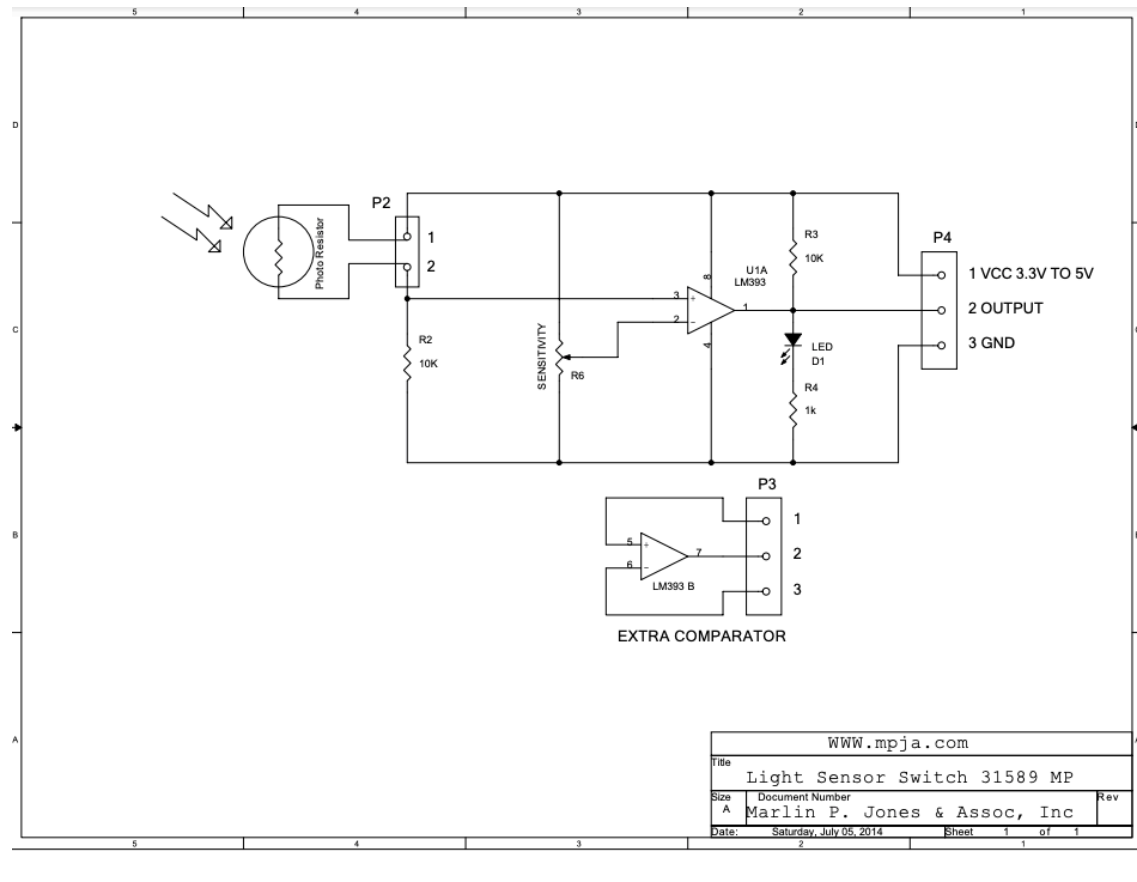 5 4 3 2 1
D
C
B
A
P2
1
2
Photo Resistor
R2
10K
SENSITIVITY
R6
U1A
LM393
8
3 +
2 -
1
4
R3
10K
LED
D1
R4
1k
P4
1 VCC 3.3V TO 5V
2 OUTPUT
3 GND
P3
1
2
3
5 +
6 -
7
LM393 B
EXTRA COMPARATOR
WWW.mpja.com
Title
Light Sensor Switch 31589 MP
Size
A
Document Number
Marlin P. Jones & Assoc, Inc
Rev
Date: Saturday, July 05, 2014 Sheet 1 of 1
5 4 3 2 1